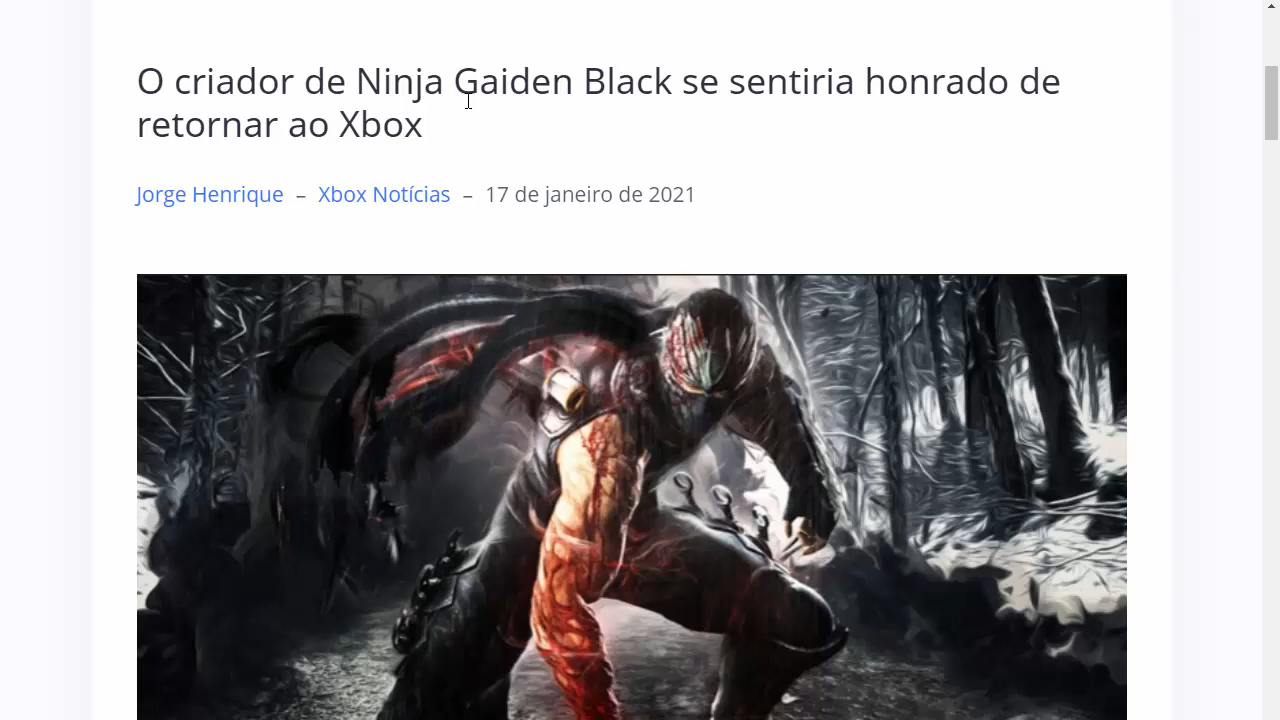 O criador de Ninja Gaiden Black se sentiria honrado de
retornar ao Xbox
Jorge Henrique – Xbox Notícias – 17 de janeiro de 2021